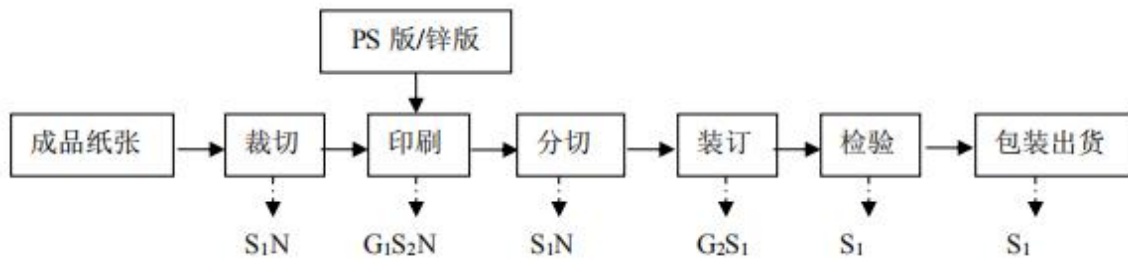 PS 版/锌版
成品纸张 裁切 印刷 分切 装订 检验 包装出货
S₁N G₁S₂N S₁N G₂S₁ S₁ S₁